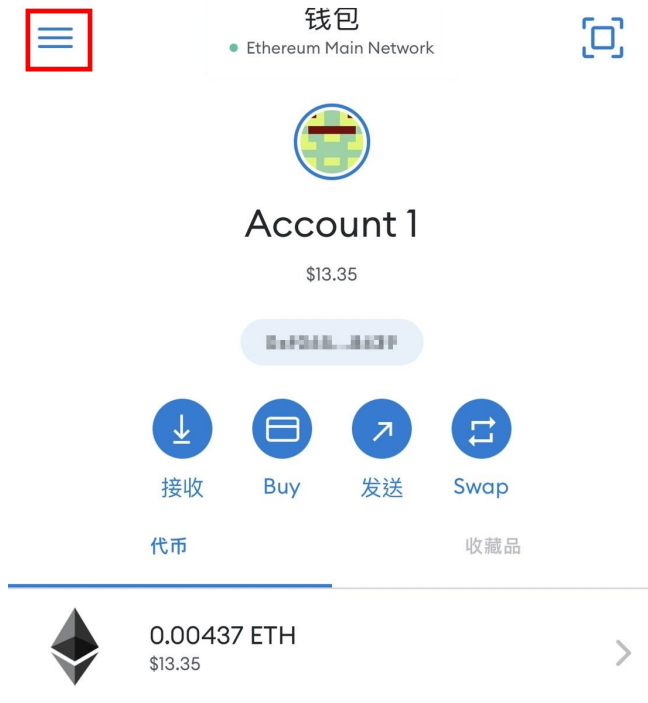 钱包
Ethereum Main Network
Account 1
$13.35
接收
Buy
发送
Swap
代币
收藏品
0.00437 ETH
$13.35